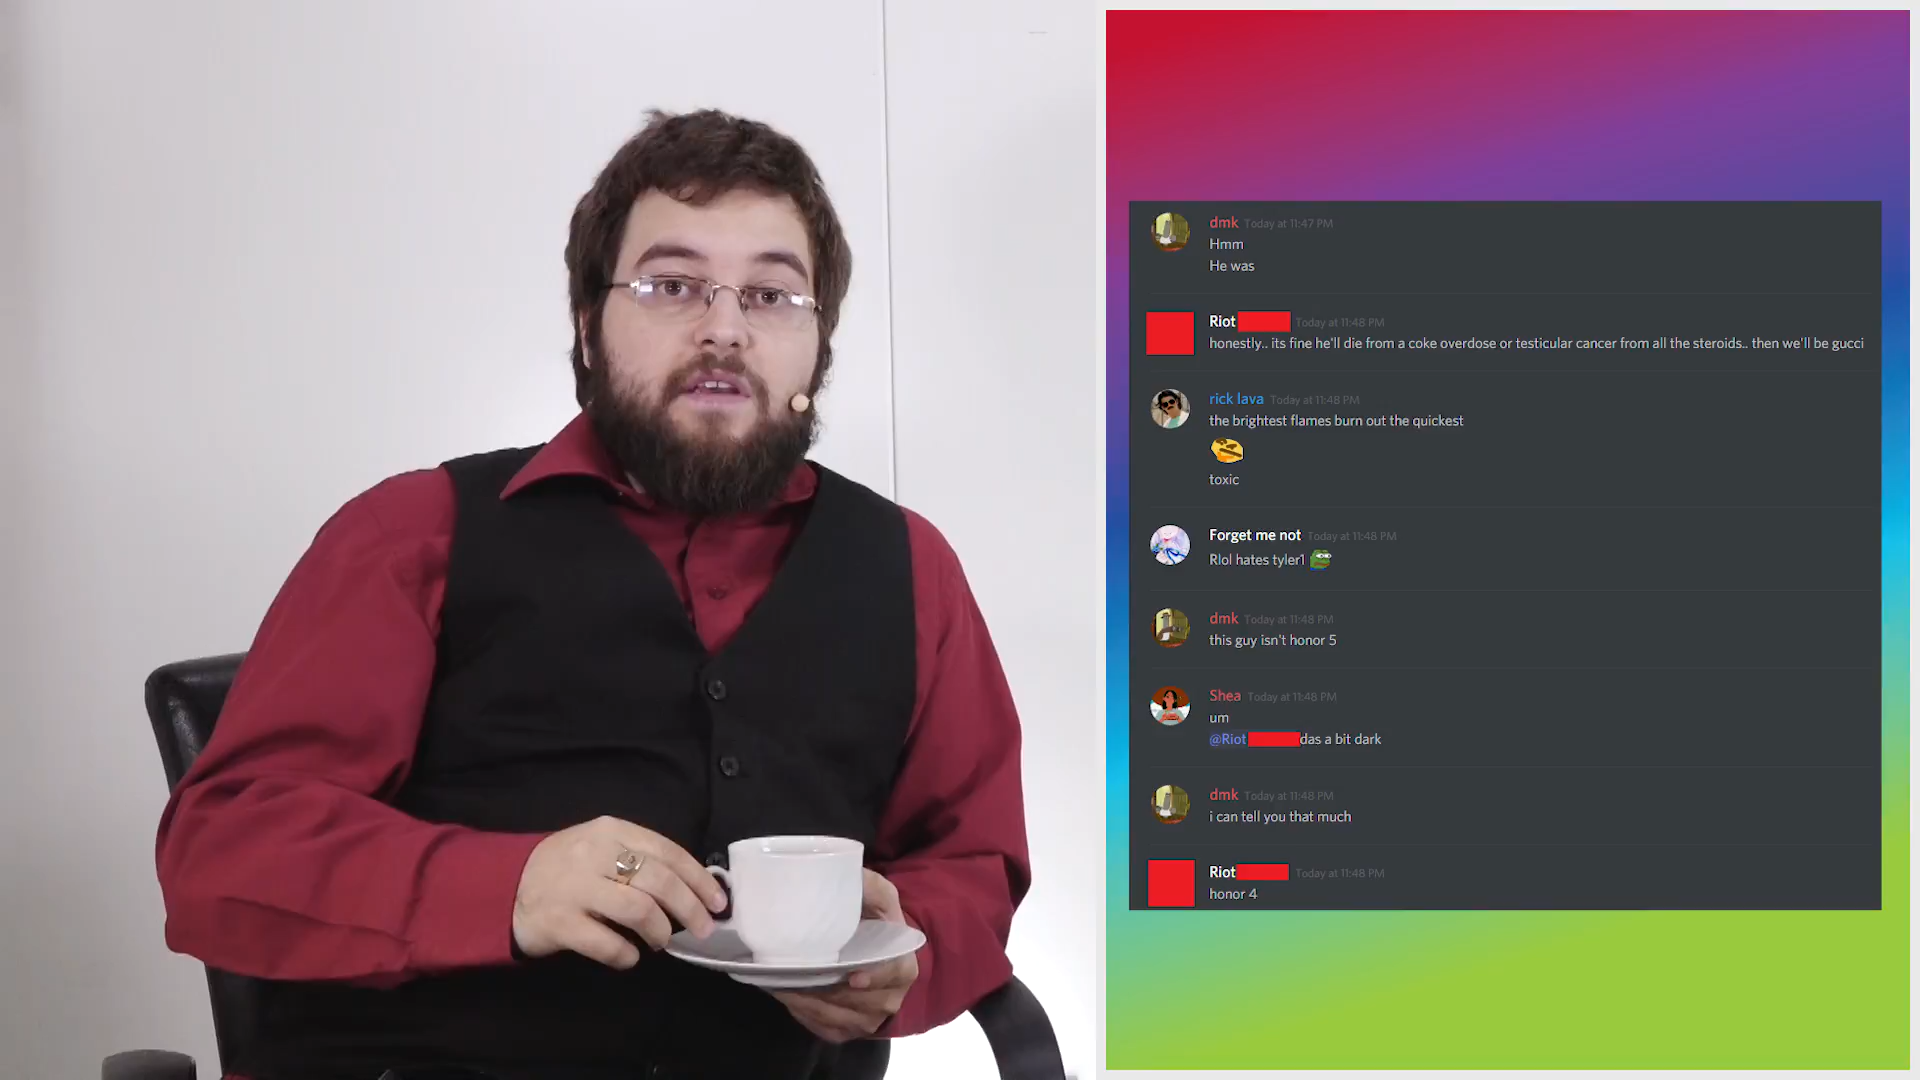 dmk Today at 11:47 PM
Hmm
He was
Riot Today at 11:48 PM
honestly.. its fine he'll die from a coke overdose or testicular cancer from all the steroids.. then we'll be gucci
rick lava Today at 11:48 PM
the brightest flames burn out the quickest
toxic
Forget me not Today at 11:48 PM
Rlol hates tyler1
dmk Today at 11:48 PM
this guy isn't honor 5
Shea Today at 11:48 PM
um
@Riot das a bit dark
dmk Today at 11:48 PM
i can tell you that much
Riot Today at 11:48 PM
honor 4